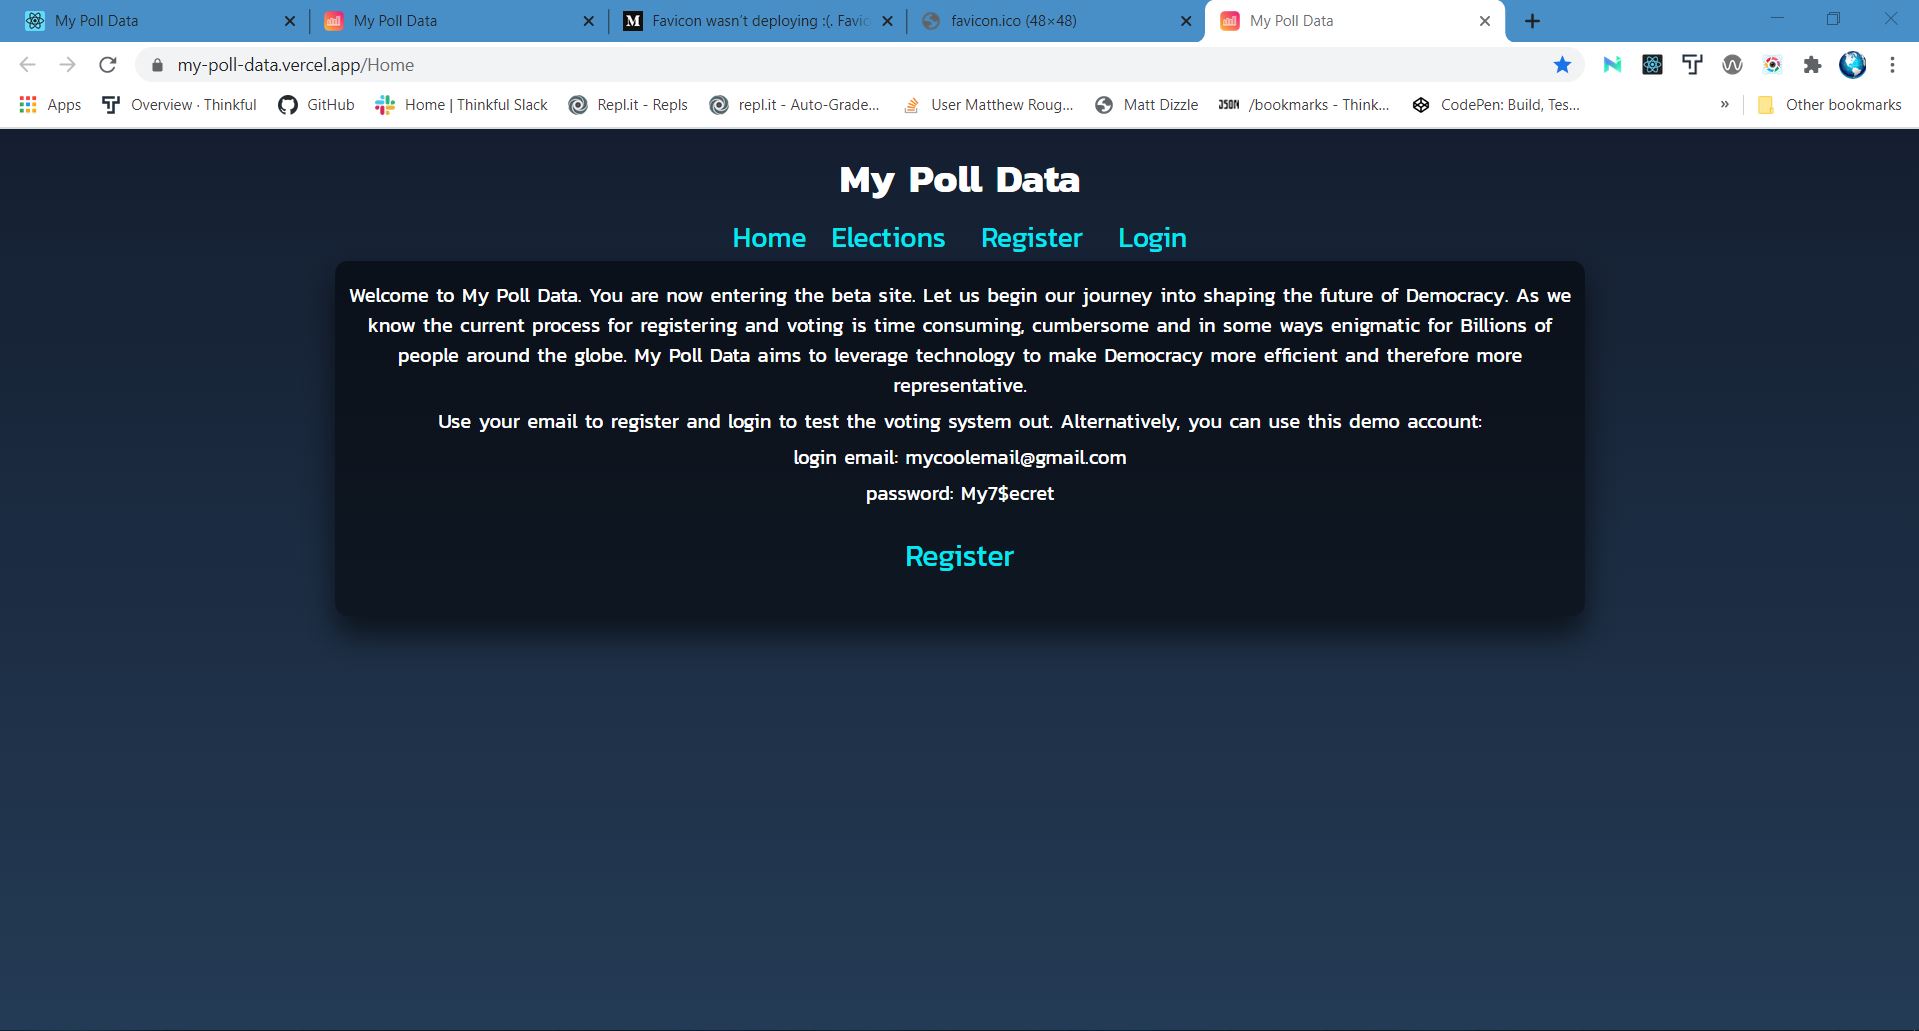 My Poll Data
My Poll Data
Favicon wasn't deploying :(. Favic
favicon.ico (48×48)
My Poll Data
my-poll-data.vercel.app/Home
Apps
Overview · Thinkful
GitHub
Home | Thinkful Slack
Repl.it - Repls
repl.it - Auto-Grade...
User Matthew Roug...
Matt Dizzle
JSON
/bookmarks - Think...
CodePen: Build, Tes...
»
Other bookmarks
My Poll Data
Home Elections Register Login
Welcome to My Poll Data. You are now entering the beta site. Let us begin our journey into shaping the future of Democracy. As we
know the current process for registering and voting is time consuming, cumbersome and in some ways enigmatic for Billions of
people around the globe. My Poll Data aims to leverage technology to make Democracy more efficient and therefore more
representative.
Use your email to register and login to test the voting system out. Alternatively, you can use this demo account:
login email: mycoolemail@gmail.com
password: My7$ecret
Register